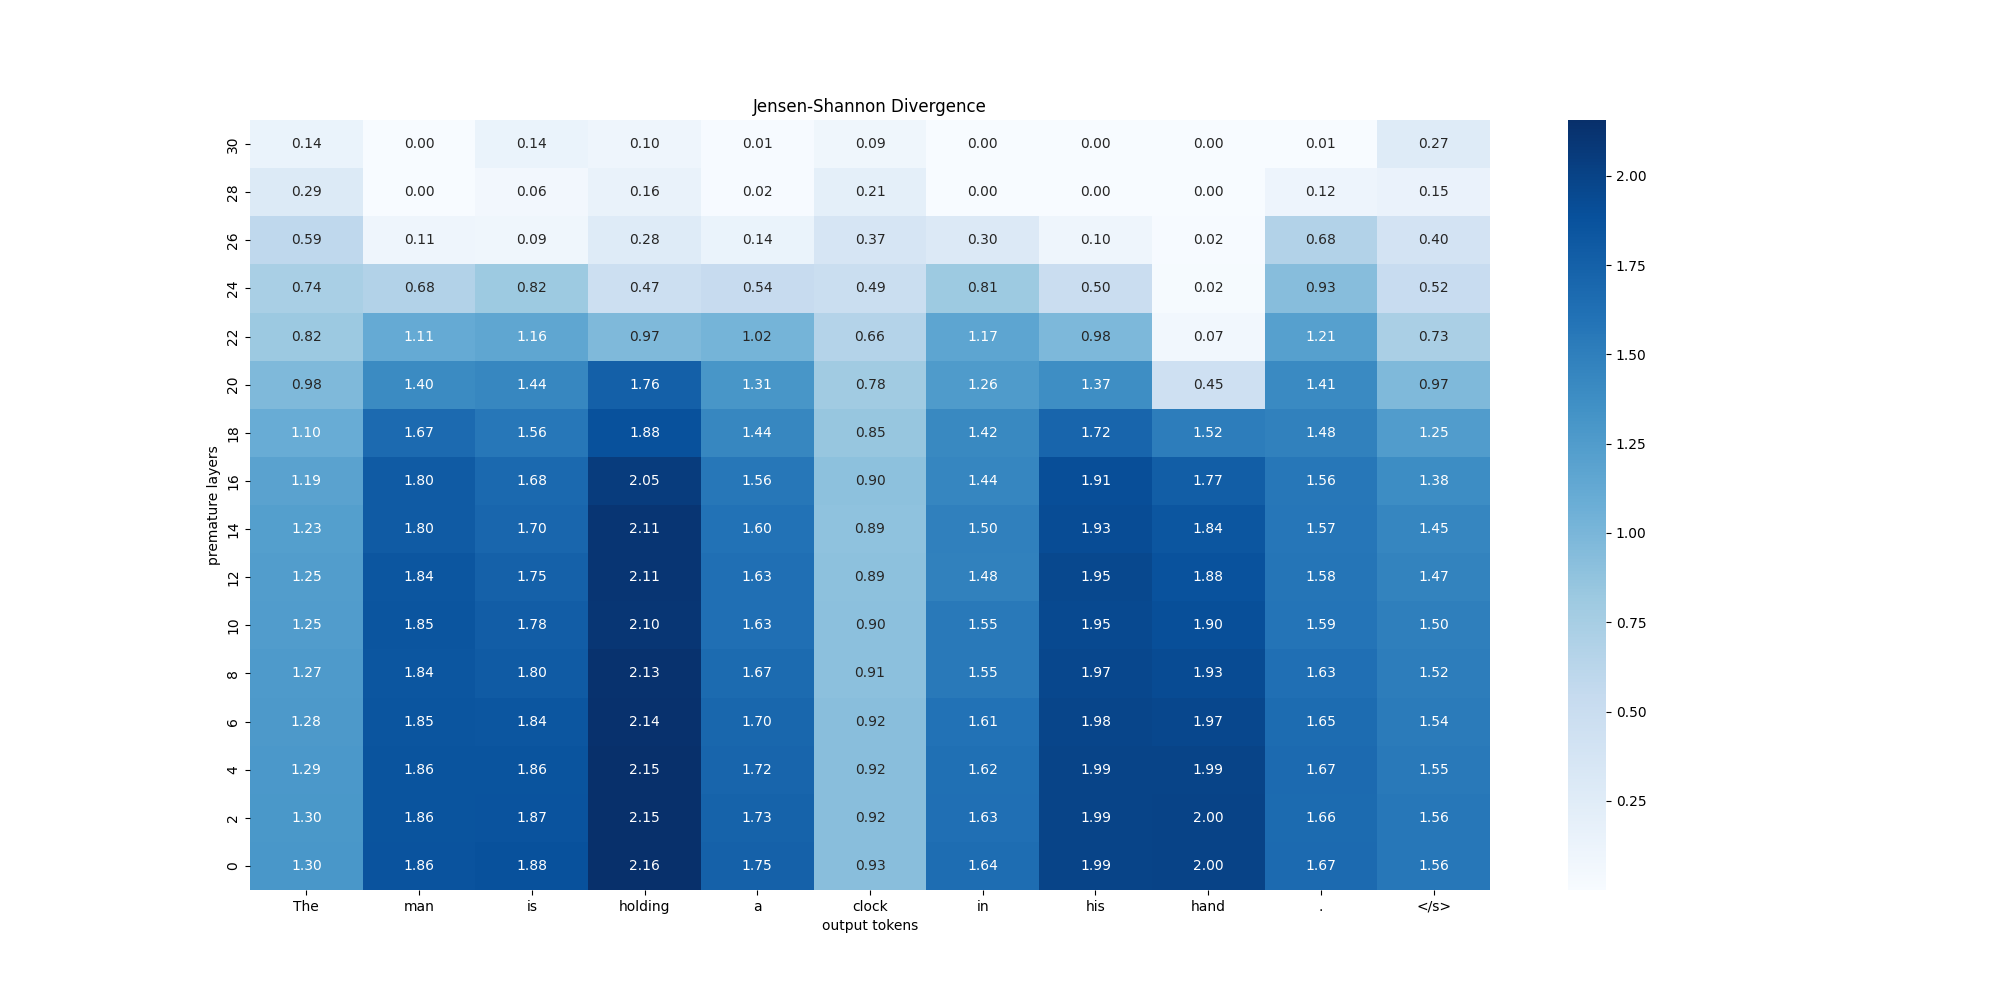 Jensen-Shannon Divergence
30 0.14 0.00 0.14 0.10 0.01 0.09 0.00 0.00 0.00 0.01 0.27
28 0.29 0.00 0.06 0.16 0.02 0.21 0.00 0.00 0.00 0.12 0.15
26 0.59 0.11 0.09 0.28 0.14 0.37 0.30 0.10 0.02 0.68 0.40
24 0.74 0.68 0.82 0.47 0.54 0.49 0.81 0.50 0.02 0.93 0.52
22 0.82 1.11 1.16 0.97 1.02 0.66 1.17 0.98 0.07 1.21 0.73
20 0.98 1.40 1.44 1.76 1.31 0.78 1.26 1.37 0.45 1.41 0.97
18 1.10 1.67 1.56 1.88 1.44 0.85 1.42 1.72 1.52 1.48 1.25
16 1.19 1.80 1.68 2.05 1.56 0.90 1.44 1.91 1.77 1.56 1.38
14 1.23 1.80 1.70 2.11 1.60 0.89 1.50 1.93 1.84 1.57 1.45
12 1.25 1.84 1.75 2.11 1.63 0.89 1.48 1.95 1.88 1.58 1.47
10 1.25 1.85 1.78 2.10 1.63 0.90 1.55 1.95 1.90 1.59 1.50
8 1.27 1.84 1.80 2.13 1.67 0.91 1.55 1.97 1.93 1.63 1.52
6 1.28 1.85 1.84 2.14 1.70 0.92 1.61 1.98 1.97 1.65 1.54
4 1.29 1.86 1.86 2.15 1.72 0.92 1.62 1.99 1.99 1.67 1.55
2 1.30 1.86 1.87 2.15 1.73 0.92 1.63 1.99 2.00 1.66 1.56
0 1.30 1.86 1.88 2.16 1.75 0.93 1.64 1.99 2.00 1.67 1.56
The man is holding a clock in his hand . </s>
output tokens
premature layers
2.00
1.75
1.50
1.25
1.00
0.75
0.50
0.25